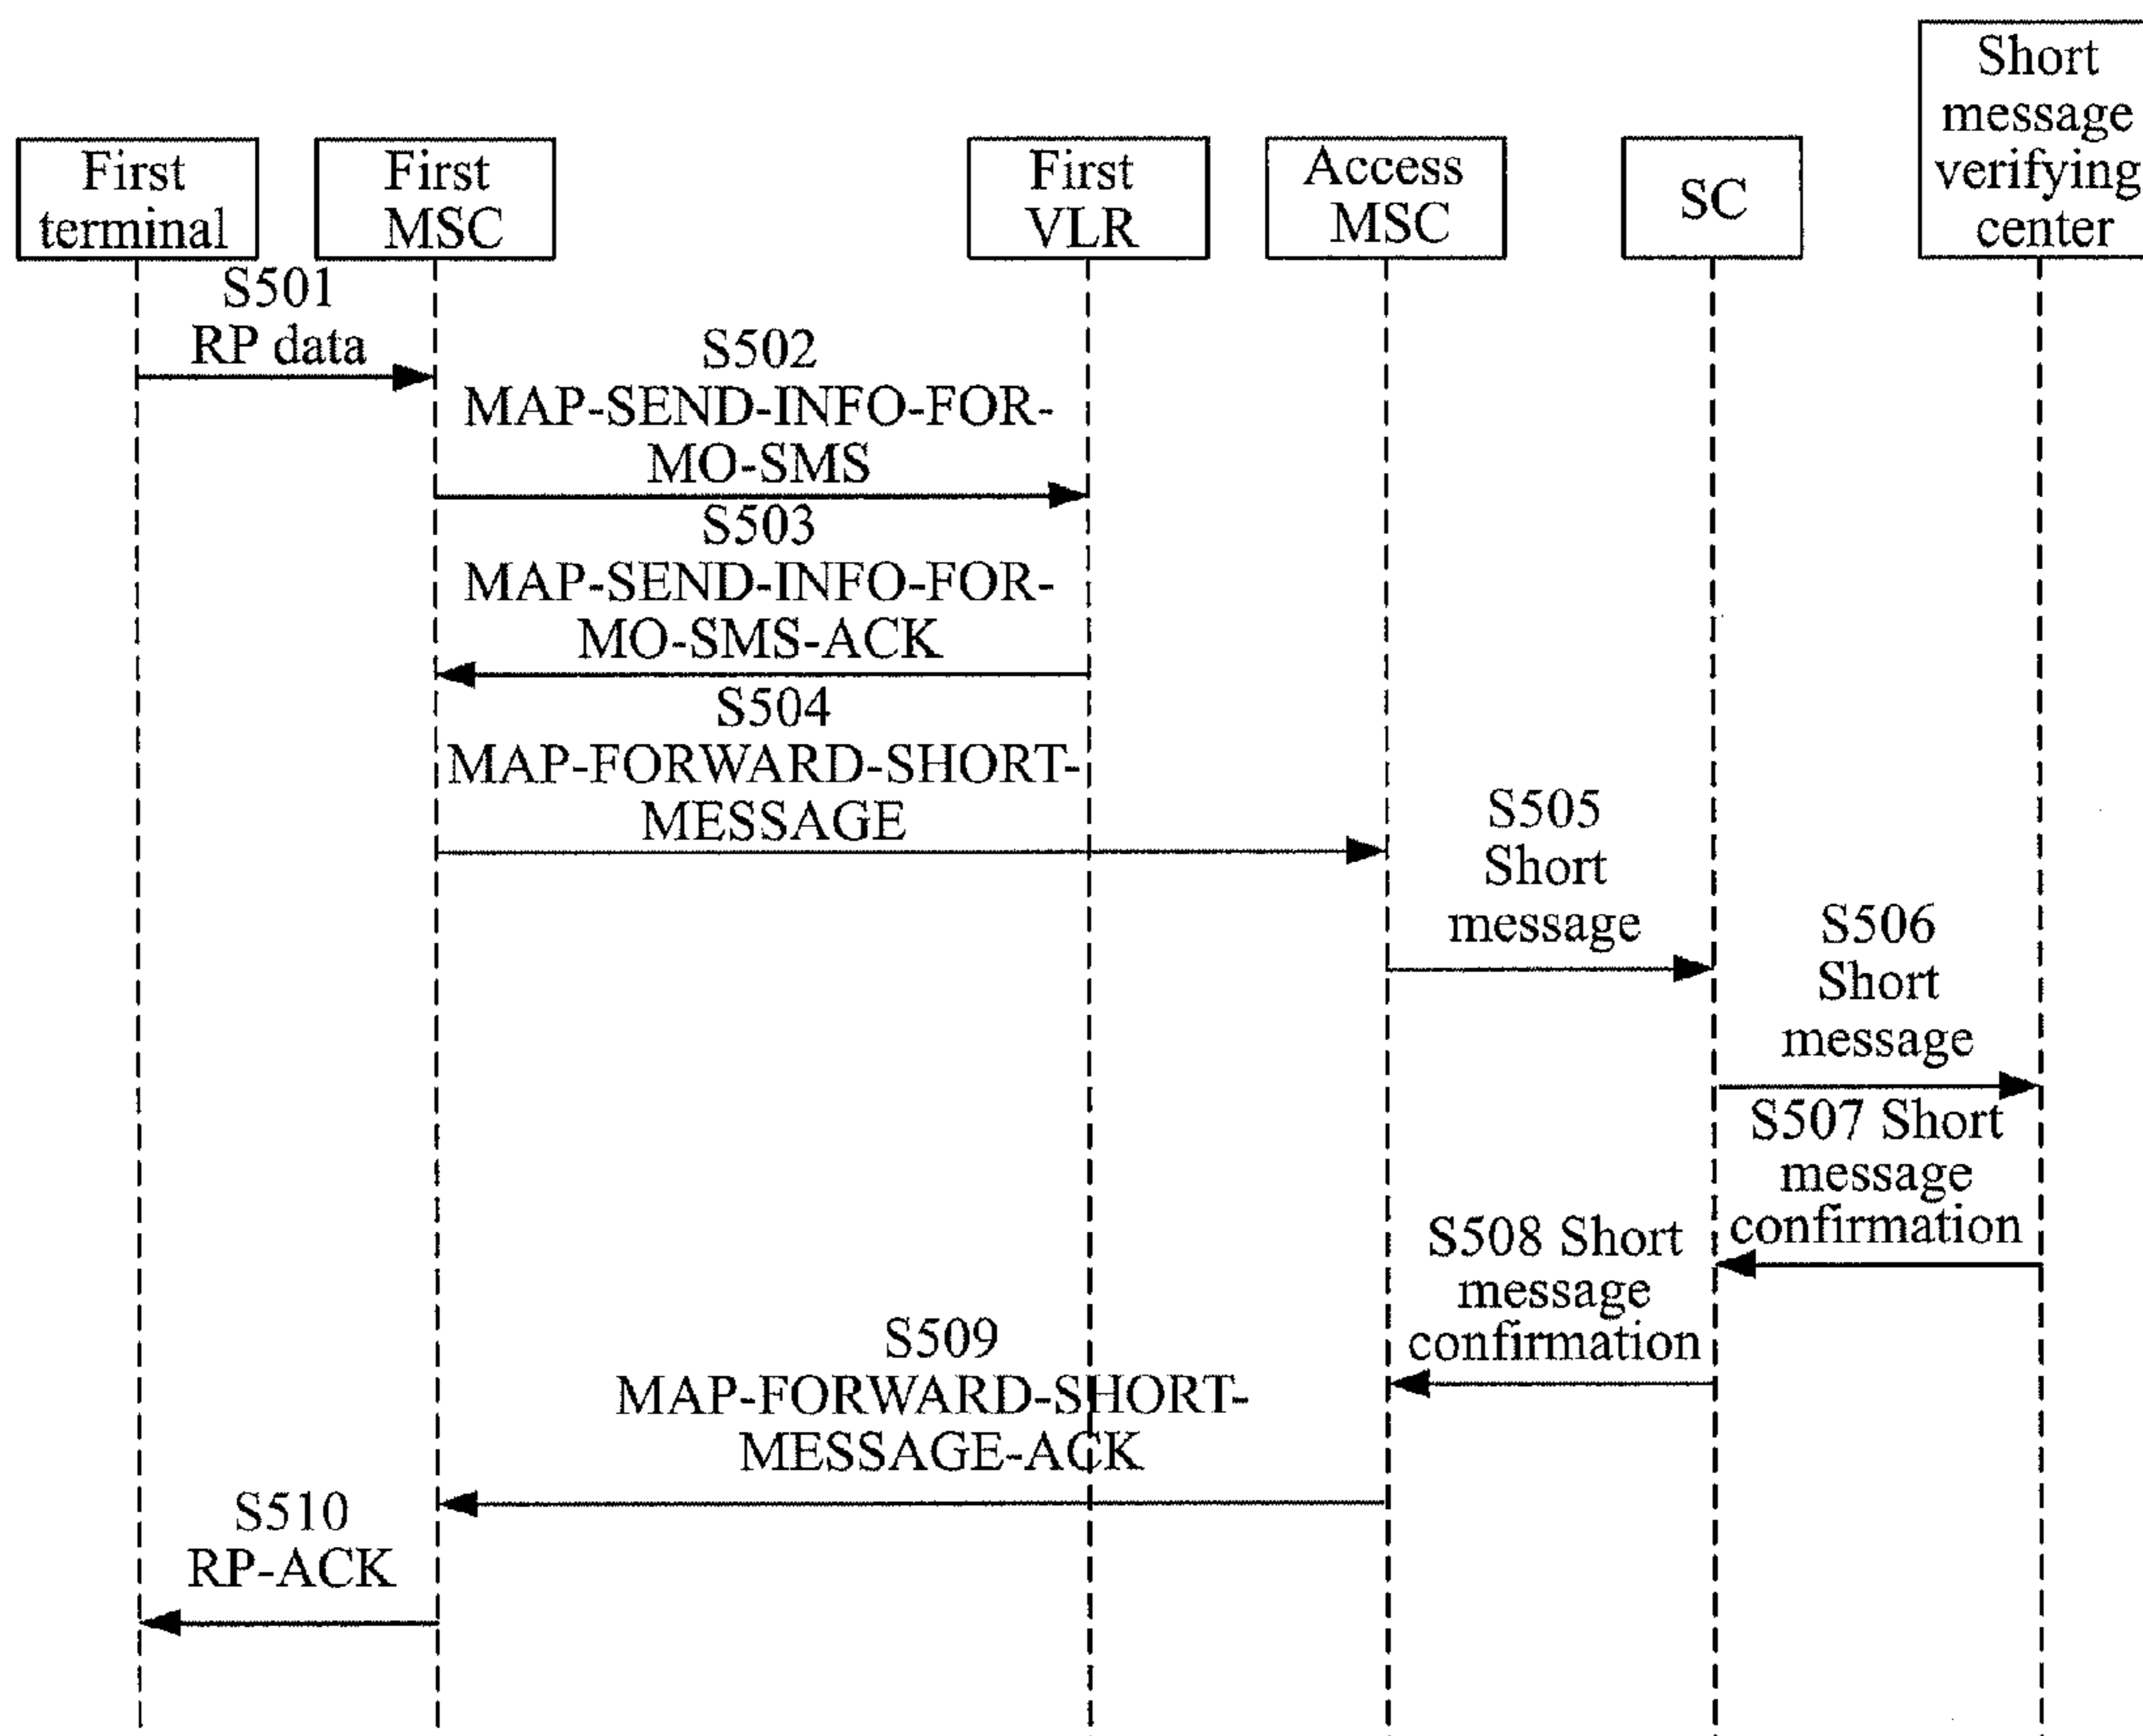 First
terminal
First
MSC
First
VLR
Access
MSC
SC
Short
message
verifying
center
S501
RP data
S502
MAP-SEND-INFO-FOR-
MO-SMS
S503
MAP-SEND-INFO-FOR-
MO-SMS-ACK
S504
MAP-FORWARD-SHORT-
MESSAGE
S505
Short
message
S506
Short
message
S507 Short
message
confirmation
S508 Short
message
confirmation
S509
MAP-FORWARD-SHORT-
MESSAGE-ACK
S510
RP-ACK